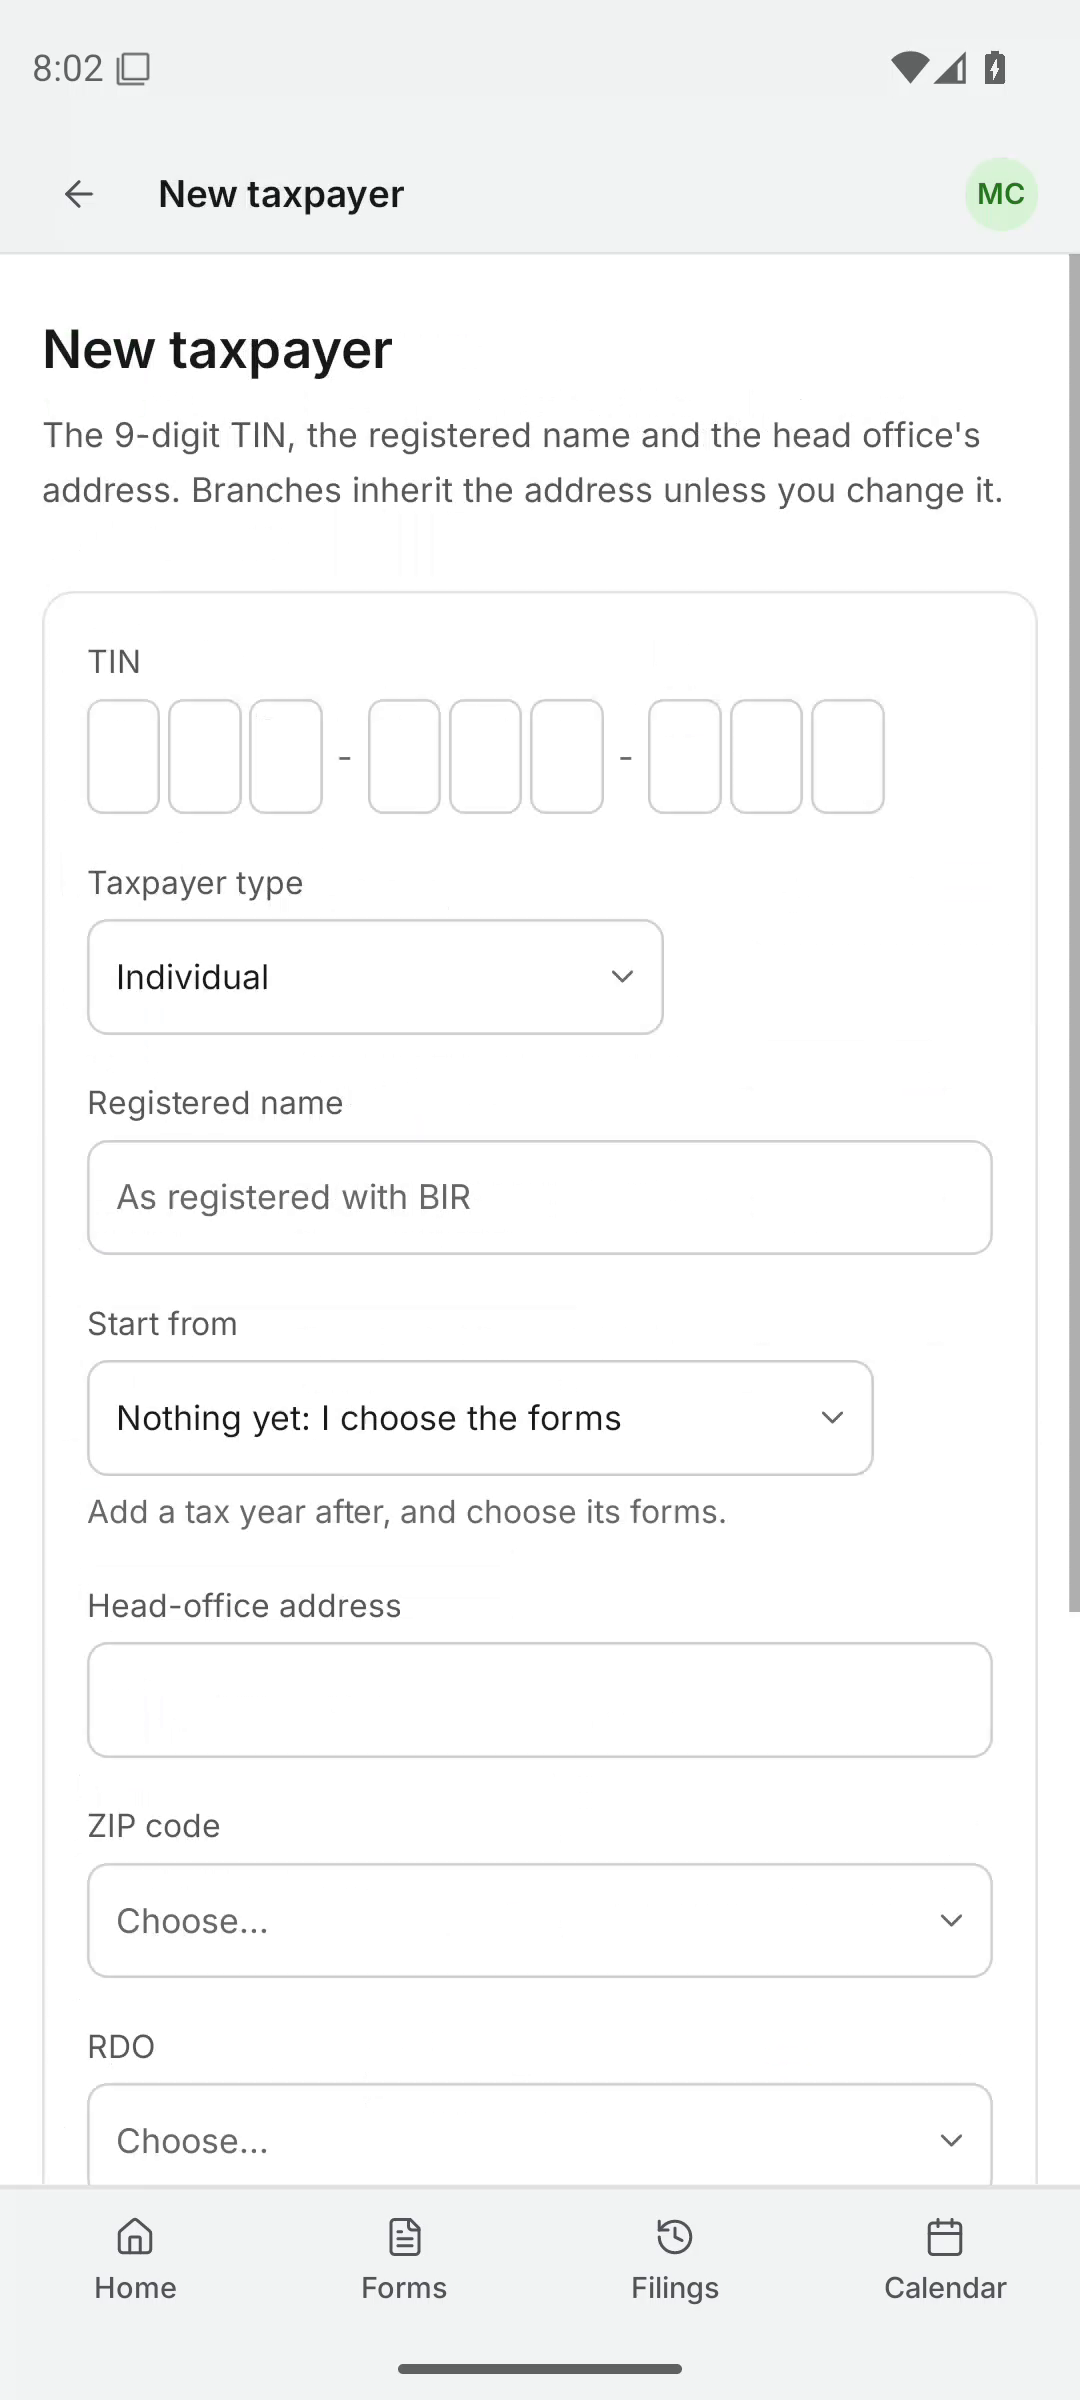 8:02
New taxpayer
MC
New taxpayer
The 9-digit TIN, the registered name and the head office's
address. Branches inherit the address unless you change it.
TIN
- -
Taxpayer type
Individual
Registered name
As registered with BIR
Start from
Nothing yet: I choose the forms
Add a tax year after, and choose its forms.
Head-office address
ZIP code
Choose...
RDO
Choose...
Home Forms Filings Calendar